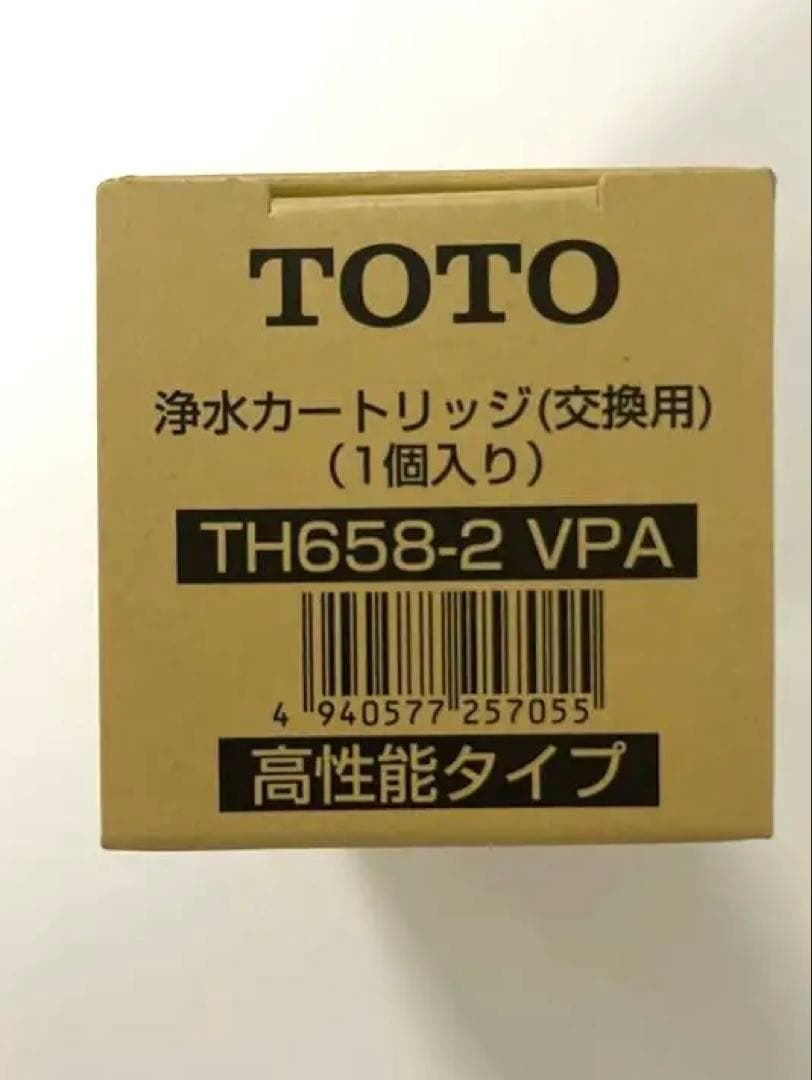 TOTO
浄水カートリッジ(交換用)
(1個入り)
TH658-2 VPA
4 940577 257055
高性能タイプ